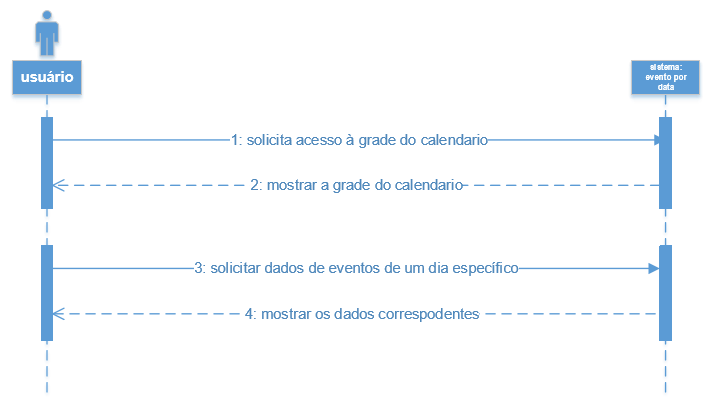 usuário
sistema:
evento por
data
1: solicita acesso à grade do calendario
2: mostrar a grade do calendario
3: solicitar dados de eventos de um dia específico
4: mostrar os dados correspodentes